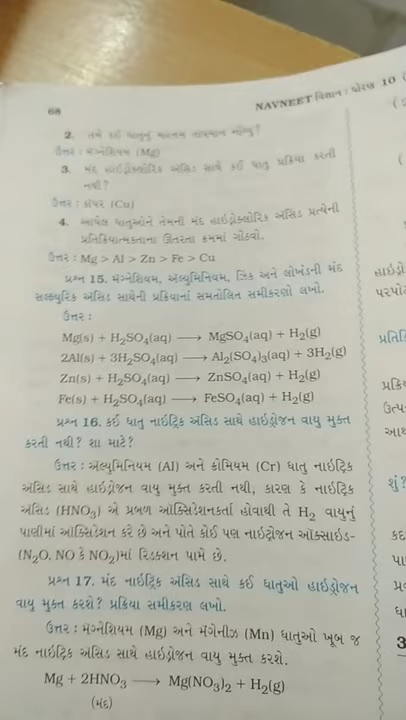 68
NAVNEET વિજ્ઞાન : ધોરણ 10 (
2. તમે કઈ ધાતુનું મહત્તમ તાપમાન નોંધ્યું?
ઉત્તર : મૅગ્નેશિયમ (Mg)
3. મંદ હાઇડ્રોક્લોરિક ઍસિડ સાથે કઈ ધાતુ પ્રક્રિયા કરતી
નથી?
ઉત્તર : કૉપર (Cu)
4. આપેલ ધાતુઓને તેમની મંદ હાઇડ્રોક્લોરિક ઍસિડ પ્રત્યેની
પ્રતિક્રિયાત્મકતાના ઊતરતા ક્રમમાં ગોઠવો.
ઉત્તર : Mg > Al > Zn > Fe > Cu
પ્રશ્ન 15. મૅગ્નેશિયમ, ઍલ્યુમિનિયમ, ઝિંક અને લોખંડની મંદ
સલ્ફ્યુરિક ઍસિડ સાથેની પ્રક્રિયાનાં સમતોલિત સમીકરણો લખો.
ઉત્તર :
Mg(s) + H₂SO₄(aq) ⟶ MgSO₄(aq) + H₂(g)
2Al(s) + 3H₂SO₄(aq) ⟶ Al₂(SO₄)₃(aq) + 3H₂(g)
Zn(s) + H₂SO₄(aq) ⟶ ZnSO₄(aq) + H₂(g)
Fe(s) + H₂SO₄(aq) ⟶ FeSO₄(aq) + H₂(g)
પ્રશ્ન 16. કઈ ધાતુ નાઇટ્રિક ઍસિડ સાથે હાઇડ્રોજન વાયુ મુક્ત
કરતી નથી? શા માટે?
ઉત્તર : ઍલ્યુમિનિયમ (Al) અને ક્રોમિયમ (Cr) ધાતુ નાઇટ્રિક
ઍસિડ સાથે હાઇડ્રોજન વાયુ મુક્ત કરતી નથી, કારણ કે નાઇટ્રિક
ઍસિડ (HNO₃) એ પ્રબળ ઑક્સિડેશનકર્તા હોવાથી તે H₂ વાયુનું
પાણીમાં ઑક્સિડેશન કરે છે અને પોતે કોઈ પણ નાઇટ્રોજન ઑક્સાઇડ-
(N₂O, NO કે NO₂)માં રિડક્શન પામે છે.
પ્રશ્ન 17. મંદ નાઇટ્રિક ઍસિડ સાથે કઈ ધાતુઓ હાઇડ્રોજન
વાયુ મુક્ત કરશે? પ્રક્રિયા સમીકરણ લખો.
ઉત્તર : મૅગ્નેશિયમ (Mg) અને મૅંગેનીઝ (Mn) ધાતુઓ ખૂબ જ
મંદ નાઇટ્રિક ઍસિડ સાથે હાઇડ્રોજન વાયુ મુક્ત કરશે.
Mg + 2HNO₃ ⟶ Mg(NO₃)₂ + H₂(g)
(મંદ)
હાઇડ્રો
શું?
3